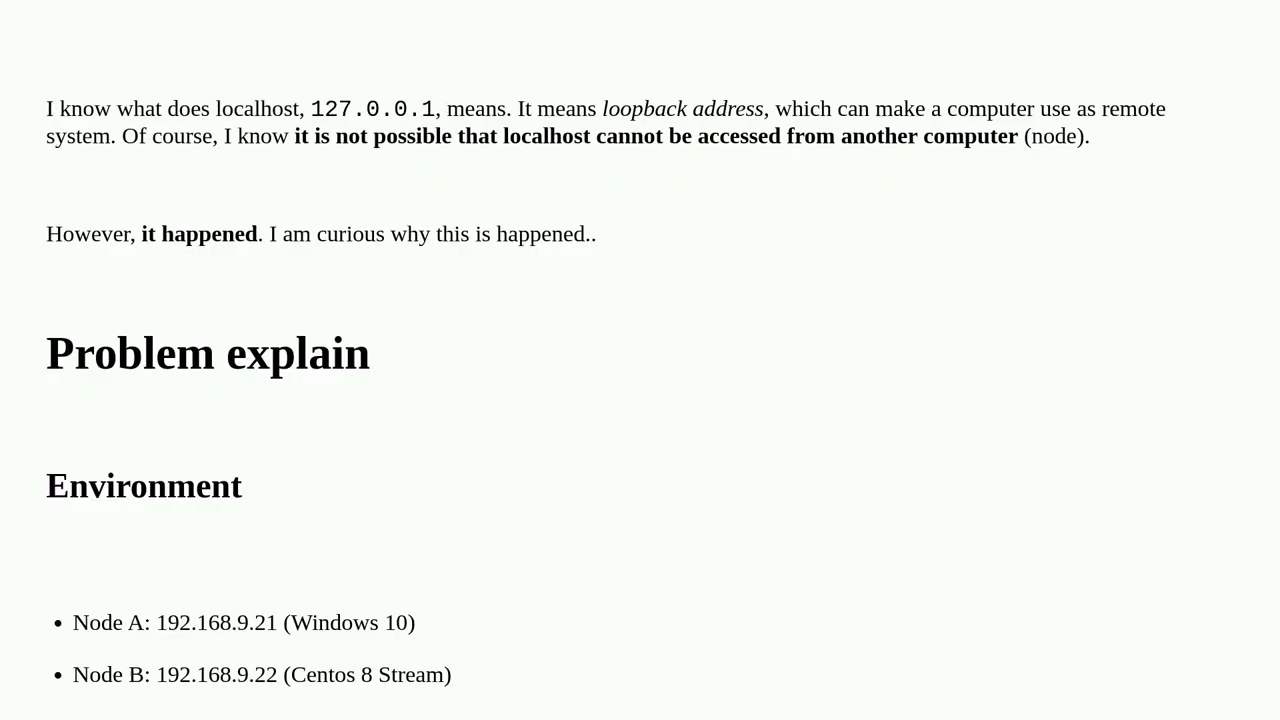 I know what does localhost, 127.0.0.1, means. It means loopback address, which can make a computer use as remote
system. Of course, I know it is not possible that localhost cannot be accessed from another computer (node).
However, it happened. I am curious why this is happened..
Problem explain
Environment
• Node A: 192.168.9.21 (Windows 10)
• Node B: 192.168.9.22 (Centos 8 Stream)